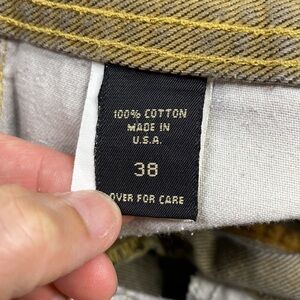 100% COTTON
MADE IN
U.S.A.
38
OVER FOR CARE